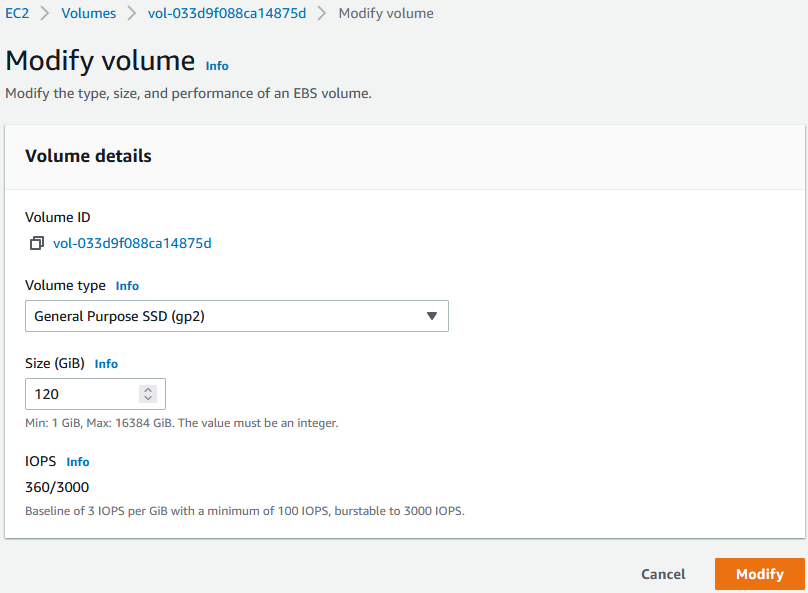 EC2 > Volumes > vol-033d9f088ca14875d > Modify volume
Modify volume Info
Modify the type, size, and performance of an EBS volume.
Volume details
Volume ID
vol-033d9f088ca14875d
Volume type Info
General Purpose SSD (gp2)
Size (GiB) Info
120
Min: 1 GiB, Max: 16384 GiB. The value must be an integer.
IOPS Info
360/3000
Baseline of 3 IOPS per GiB with a minimum of 100 IOPS, burstable to 3000 IOPS.
Cancel Modify